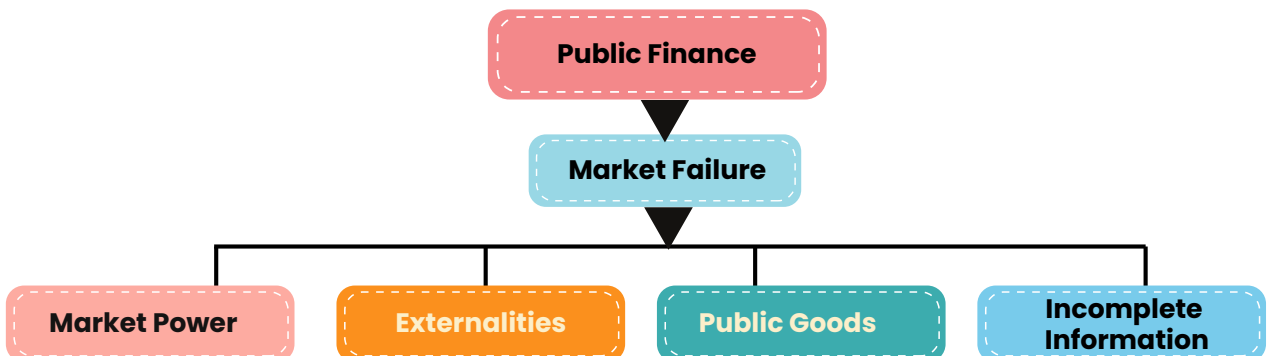 Public Finance
Market Failure
Market Power
Externalities
Public Goods
Incomplete
Information